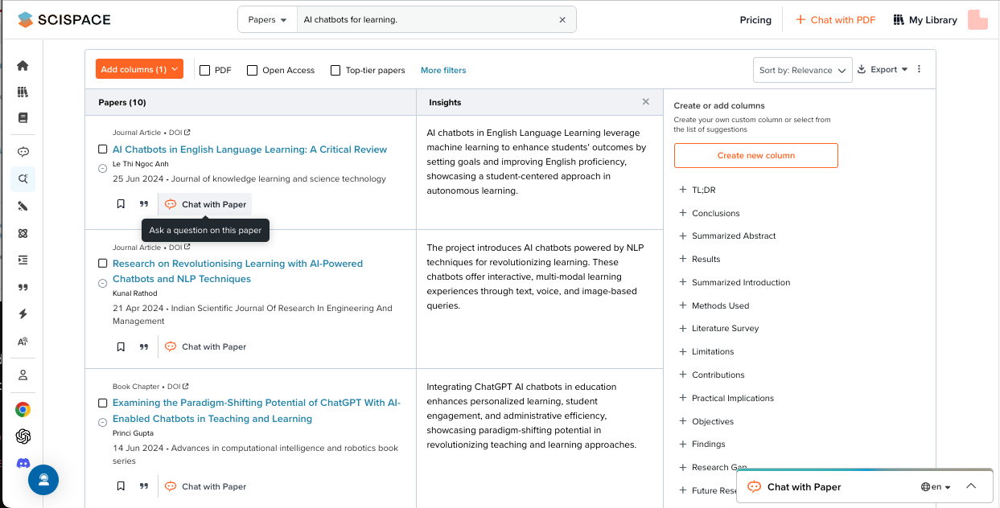 SCISPACE
Papers
AI chatbots for learning.
Pricing
Chat with PDF
My Library
Add columns (1)
PDF
Open Access
Top-tier papers
More filters
Sort by: Relevance
Export
Papers (10)
Insights
Journal Article • DOI
AI Chatbots in English Language Learning: A Critical Review
Le Thi Ngoc Anh
25 Jun 2024 • Journal of knowledge learning and science technology
Chat with Paper
Ask a question on this paper
AI chatbots in English Language Learning leverage
machine learning to enhance students' outcomes by
setting goals and improving English proficiency,
showcasing a student-centered approach in
autonomous learning.
Journal Article • DOI
Research on Revolutionising Learning with AI-Powered
Chatbots and NLP Techniques
Kunal Rathod
21 Apr 2024 • Indian Scientific Journal Of Research In Engineering And
Management
Chat with Paper
The project introduces AI chatbots powered by NLP
techniques for revolutionizing learning. These
chatbots offer interactive, multi-modal learning
experiences through text, voice, and image-based
queries.
Book Chapter • DOI
Examining the Paradigm-Shifting Potential of ChatGPT With AI-
Enabled Chatbots in Teaching and Learning
Princi Gupta
14 Jun 2024 • Advances in computational intelligence and robotics book
series
Chat with Paper
Integrating ChatGPT AI chatbots in education
enhances personalized learning, student
engagement, and administrative efficiency,
showcasing paradigm-shifting potential in
revolutionizing teaching and learning approaches.
Create or add columns
Create your own custom column or select from
the list of suggestions
Create new column
TL;DR
Conclusions
Summarized Abstract
Results
Summarized Introduction
Methods Used
Literature Survey
Limitations
Contributions
Practical Implications
Objectives
Findings
Research Gap
Future Rese
Chat with Paper
en